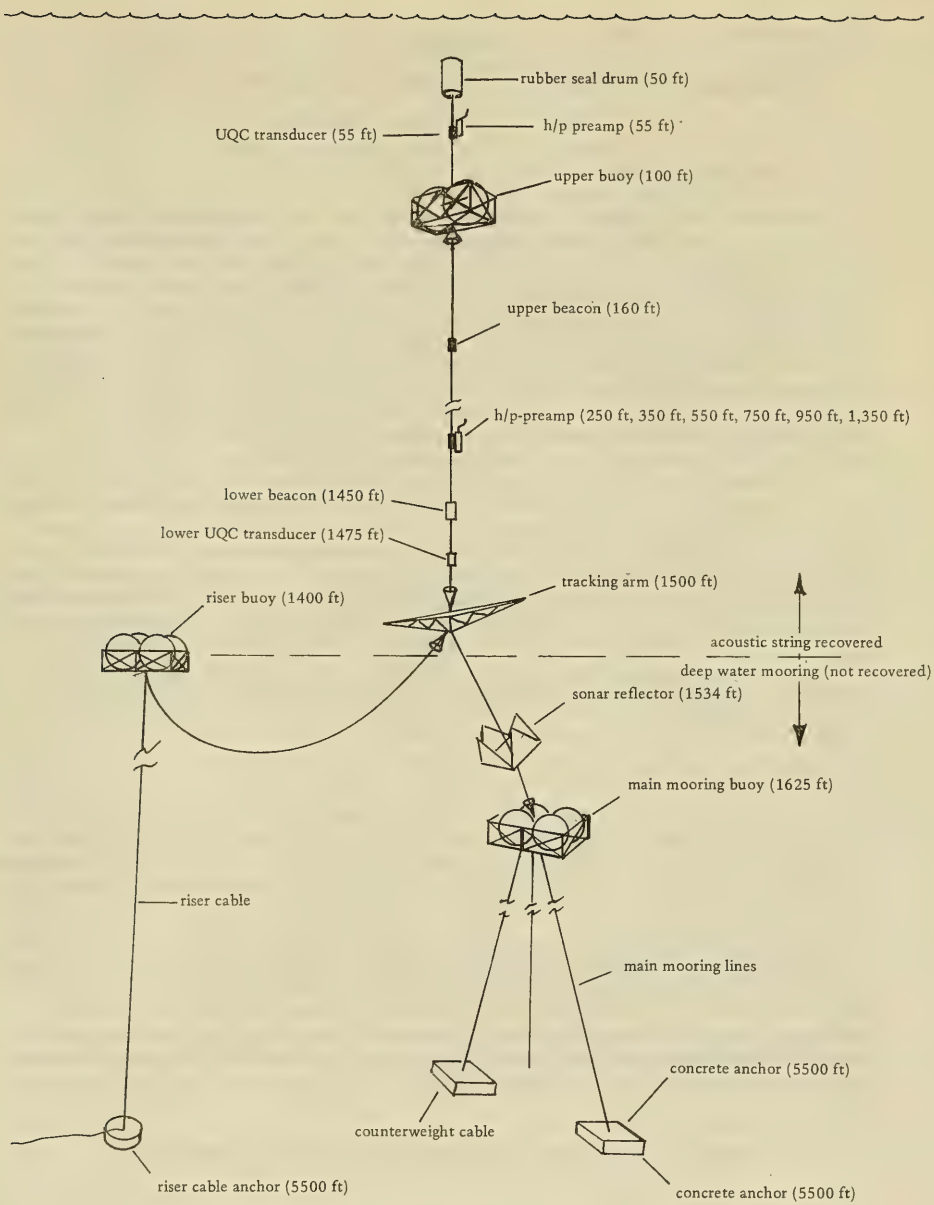 rubber seal drum (50 ft)
UQC transducer (55 ft)
h/p preamp (55 ft)
upper buoy (100 ft)
upper beacon (160 ft)
h/p-preamp (250 ft, 350 ft, 550 ft, 750 ft, 950 ft, 1,350 ft)
lower beacon (1450 ft)
lower UQC transducer (1475 ft)
tracking arm (1500 ft)
riser buoy (1400 ft)
acoustic string recovered
deep water mooring (not recovered)
sonar reflector (1534 ft)
main mooring buoy (1625 ft)
riser cable
main mooring lines
concrete anchor (5500 ft)
counterweight cable
riser cable anchor (5500 ft)
concrete anchor (5500 ft)